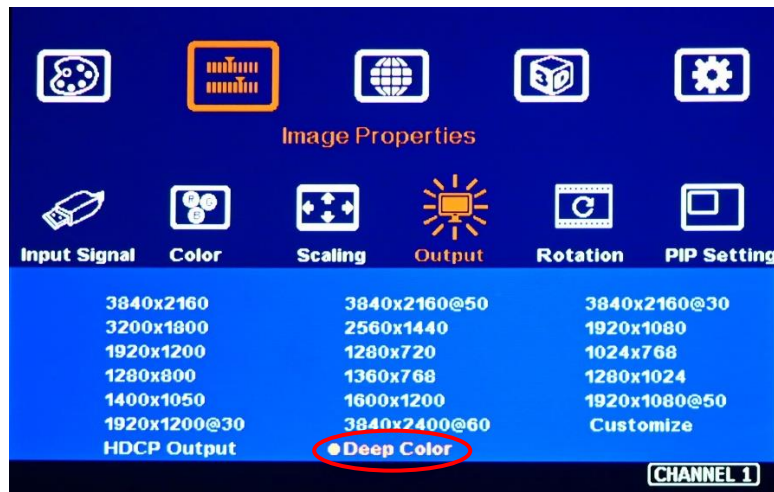 3D
Image Properties
R G
B
Input Signal Color Scaling Output Rotation PIP Setting
3840x2160 3840x2160@50 3840x2160@30
3200x1800 2560x1440 1920x1080
1920x1200 1280x720 1024x768
1280x800 1360x768 1280x1024
1400x1050 1600x1200 1920x1080@50
1920x1200@30 3840x2400@60 Customize
HDCP Output Deep Color
CHANNEL 1